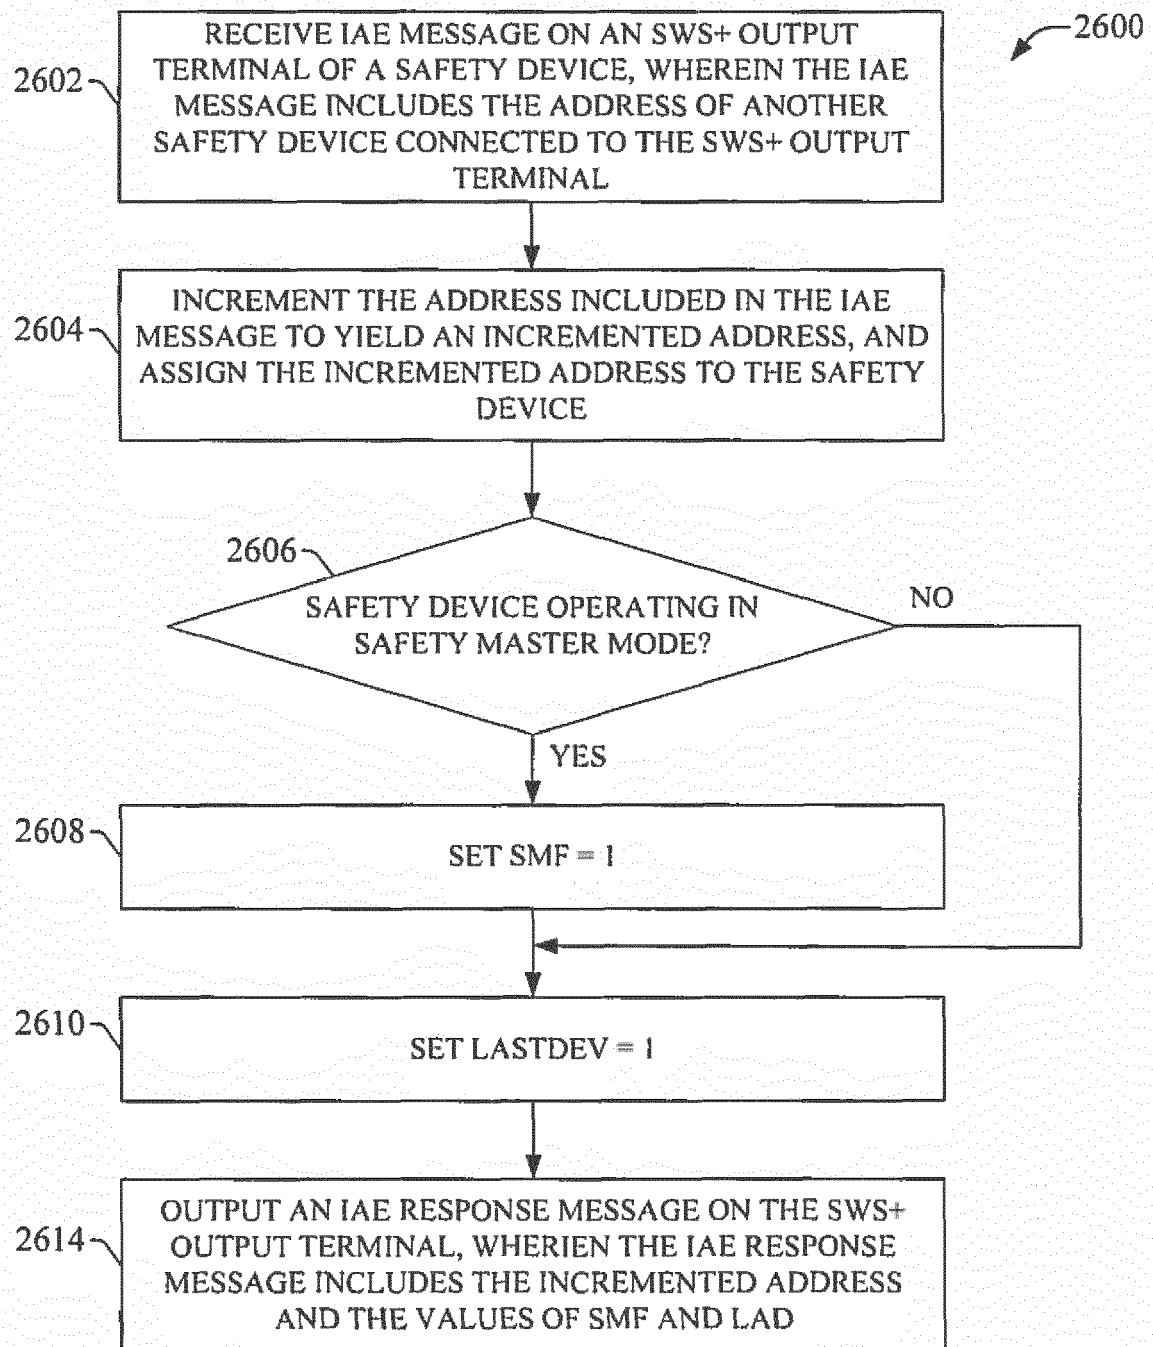 2600
2602
RECEIVE IAE MESSAGE ON AN SWS+ OUTPUT
TERMINAL OF A SAFETY DEVICE, WHEREIN THE IAE
MESSAGE INCLUDES THE ADDRESS OF ANOTHER
SAFETY DEVICE CONNECTED TO THE SWS+ OUTPUT
TERMINAL
2604
INCREMENT THE ADDRESS INCLUDED IN THE IAE
MESSAGE TO YIELD AN INCREMENTED ADDRESS, AND
ASSIGN THE INCREMENTED ADDRESS TO THE SAFETY
DEVICE
2606
SAFETY DEVICE OPERATING IN
SAFETY MASTER MODE?
NO
YES
2608
SET SMF = 1
2610
SET LASTDEV = 1
2614
OUTPUT AN IAE RESPONSE MESSAGE ON THE SWS+
OUTPUT TERMINAL, WHERIEN THE IAE RESPONSE
MESSAGE INCLUDES THE INCREMENTED ADDRESS
AND THE VALUES OF SMF AND LAD